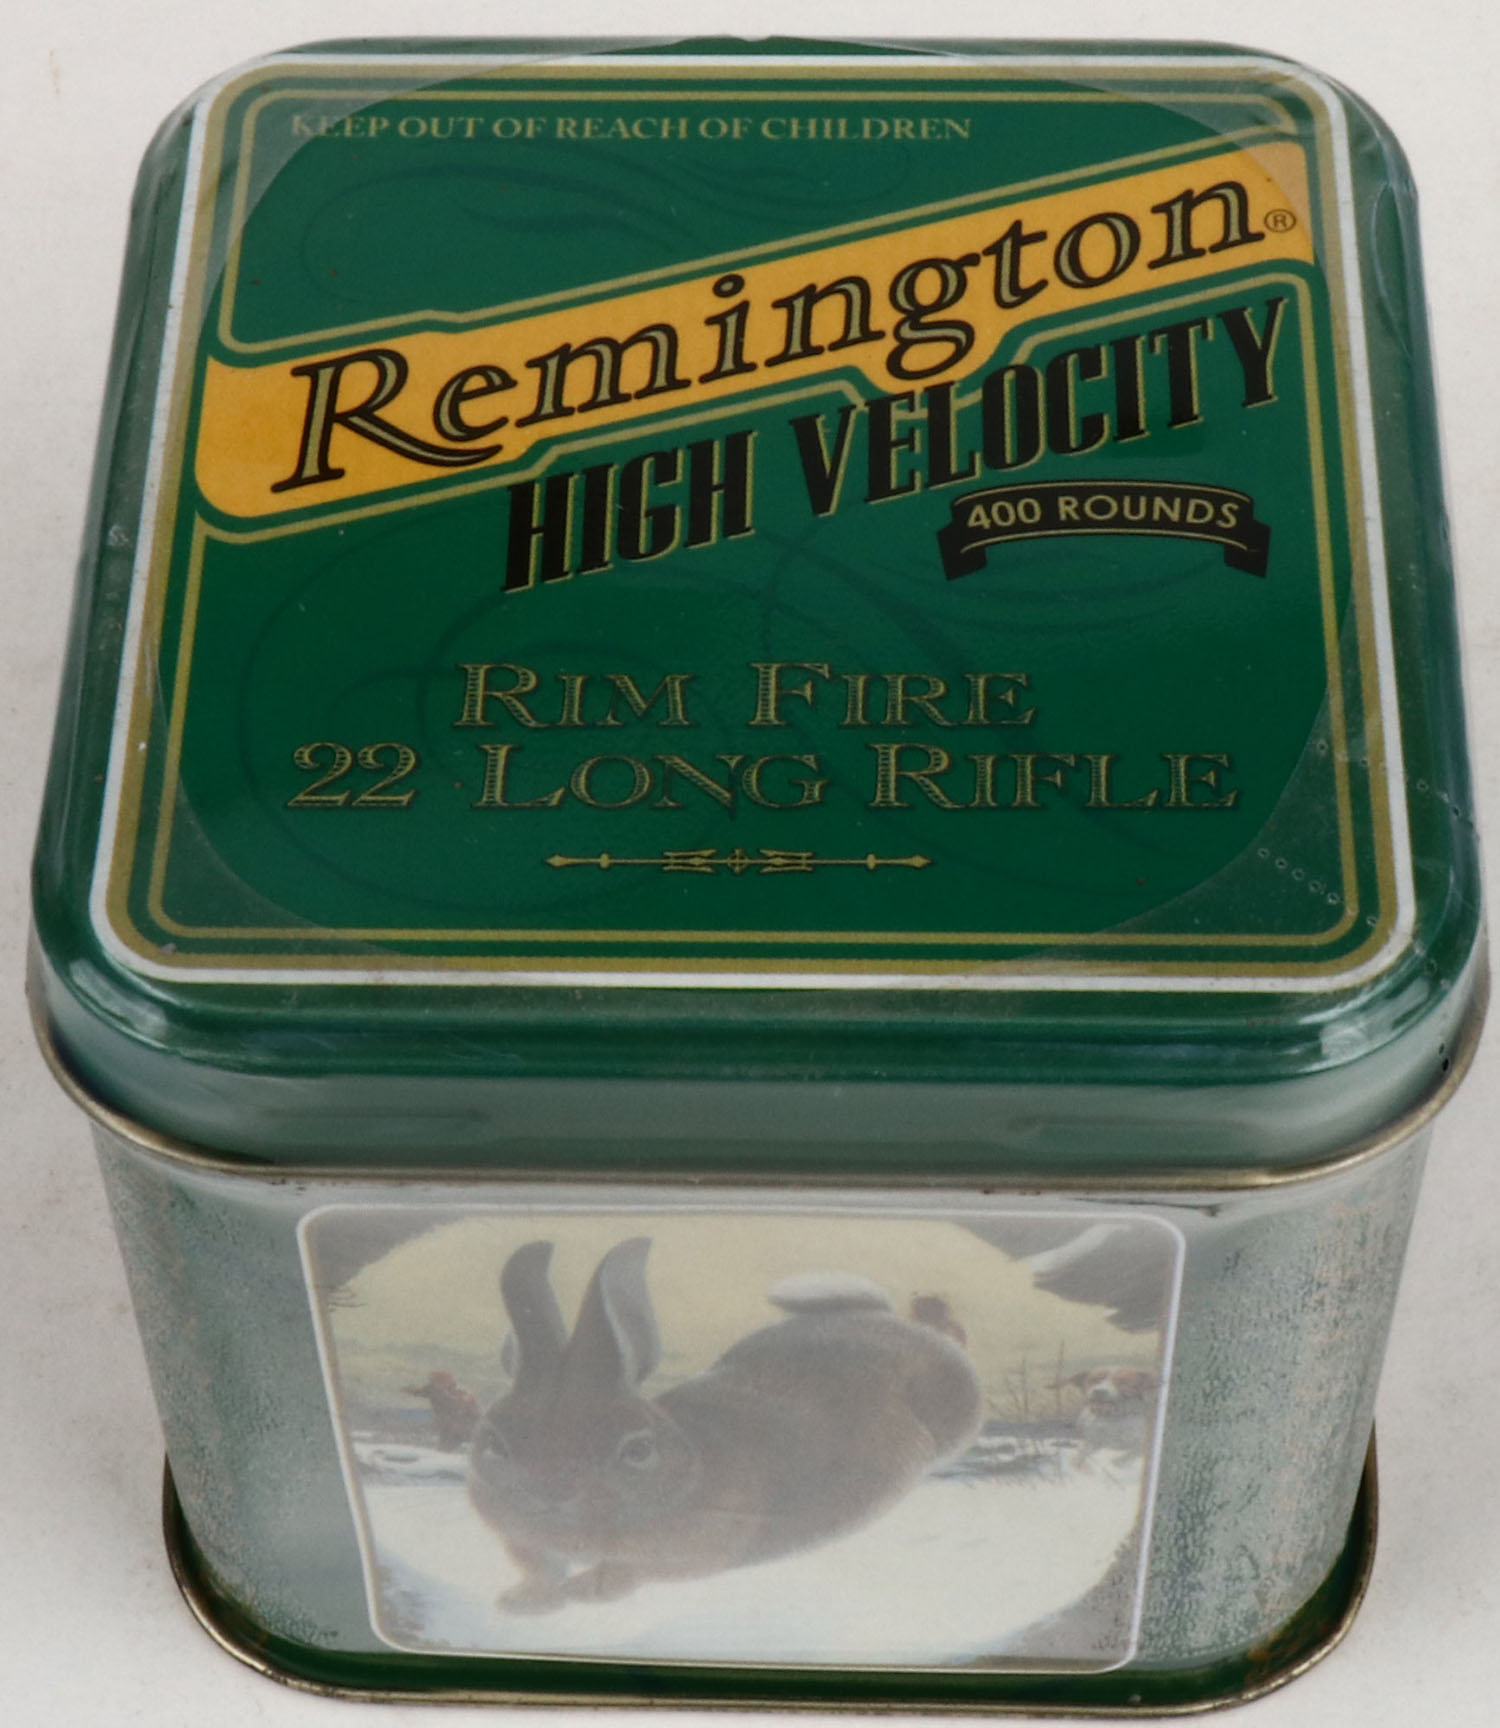 KEEP OUT OF REACH OF CHILDREN
Remington®
HIGH VELOCITY
400 ROUNDS
RIM FIRE
22 LONG RIFLE